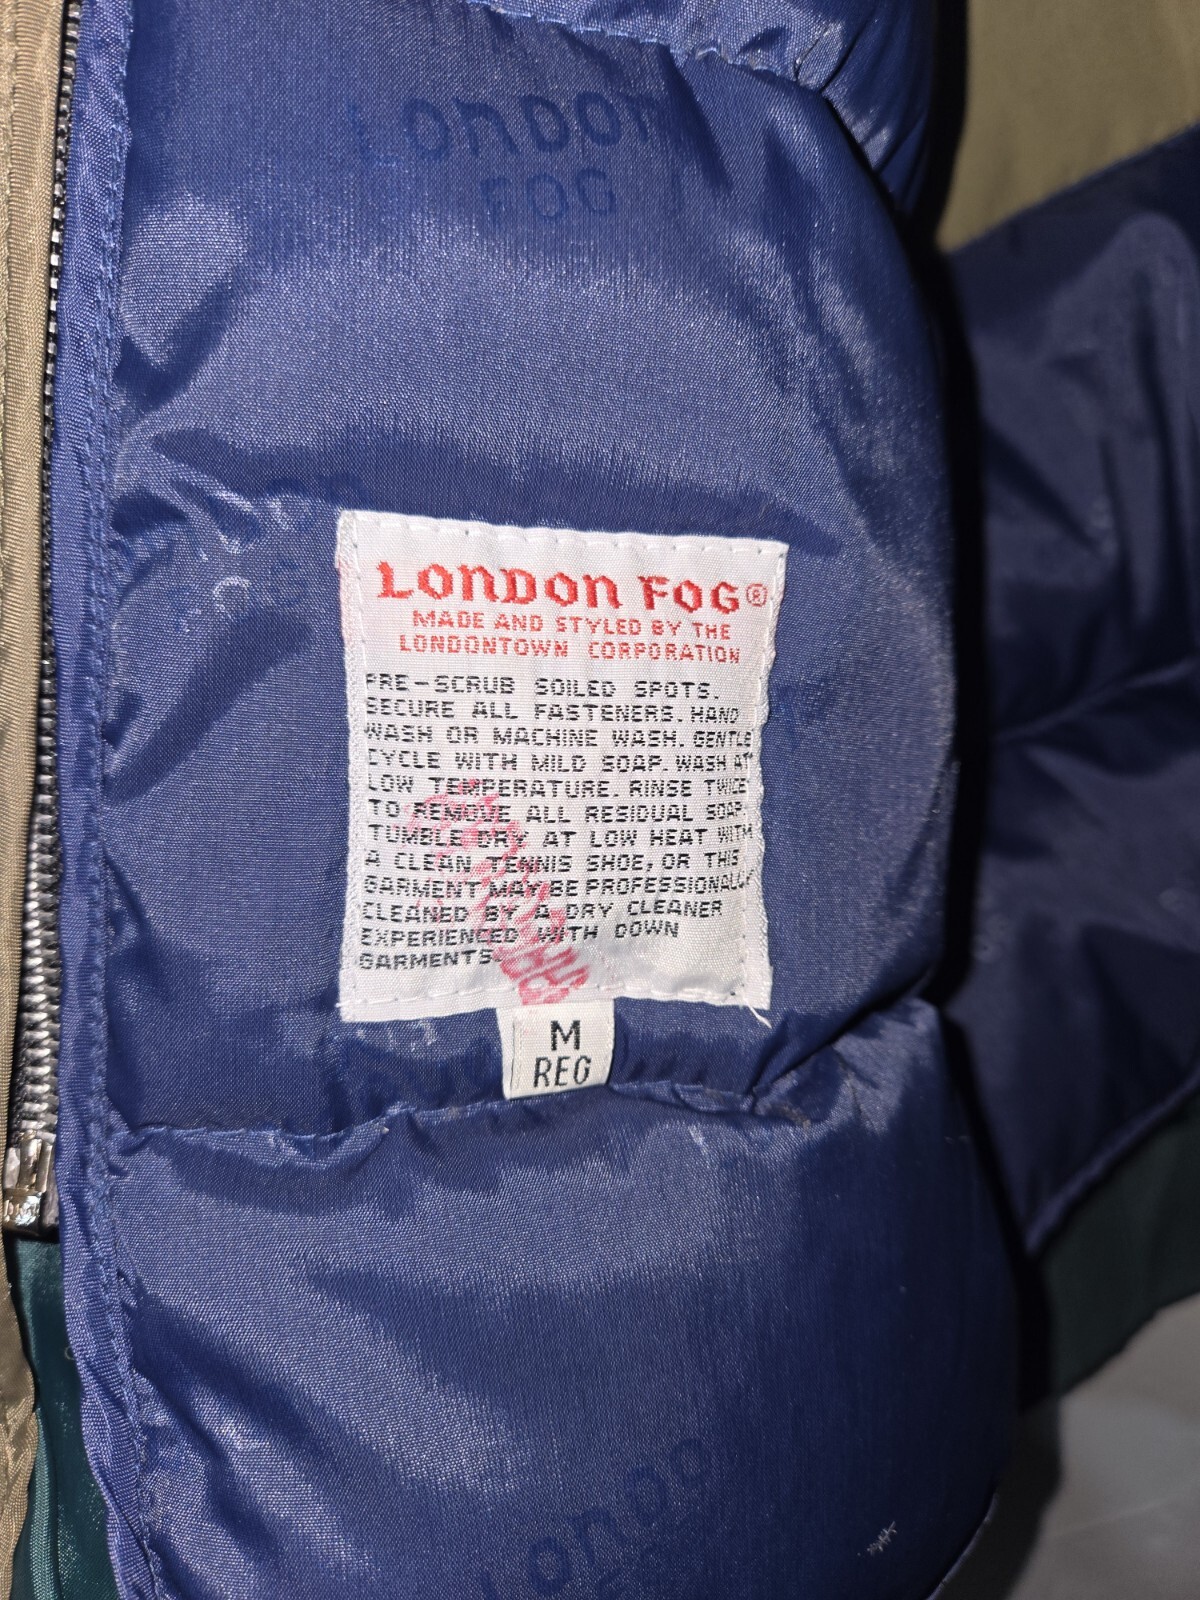 LONDON
FOG
LONDON FOG®
MADE AND STYLED BY THE
LONDONTOWN CORPORATION
PRE-SCRUB SOILED SPOTS.
SECURE ALL FASTENERS. HAND
WASH OR MACHINE WASH. GENTLE
CYCLE WITH MILD SOAP. WASH AT
LOW TEMPERATURE. RINSE TWICE
TO REMOVE ALL RESIDUAL SOAP.
TUMBLE DRY AT LOW HEAT WITH
A CLEAN TENNIS SHOE, OR THIS
GARMENT MAY BE PROFESSIONALLY
CLEANED BY A DRY CLEANER
EXPERIENCED WITH DOWN
GARMENTS.
M
REG